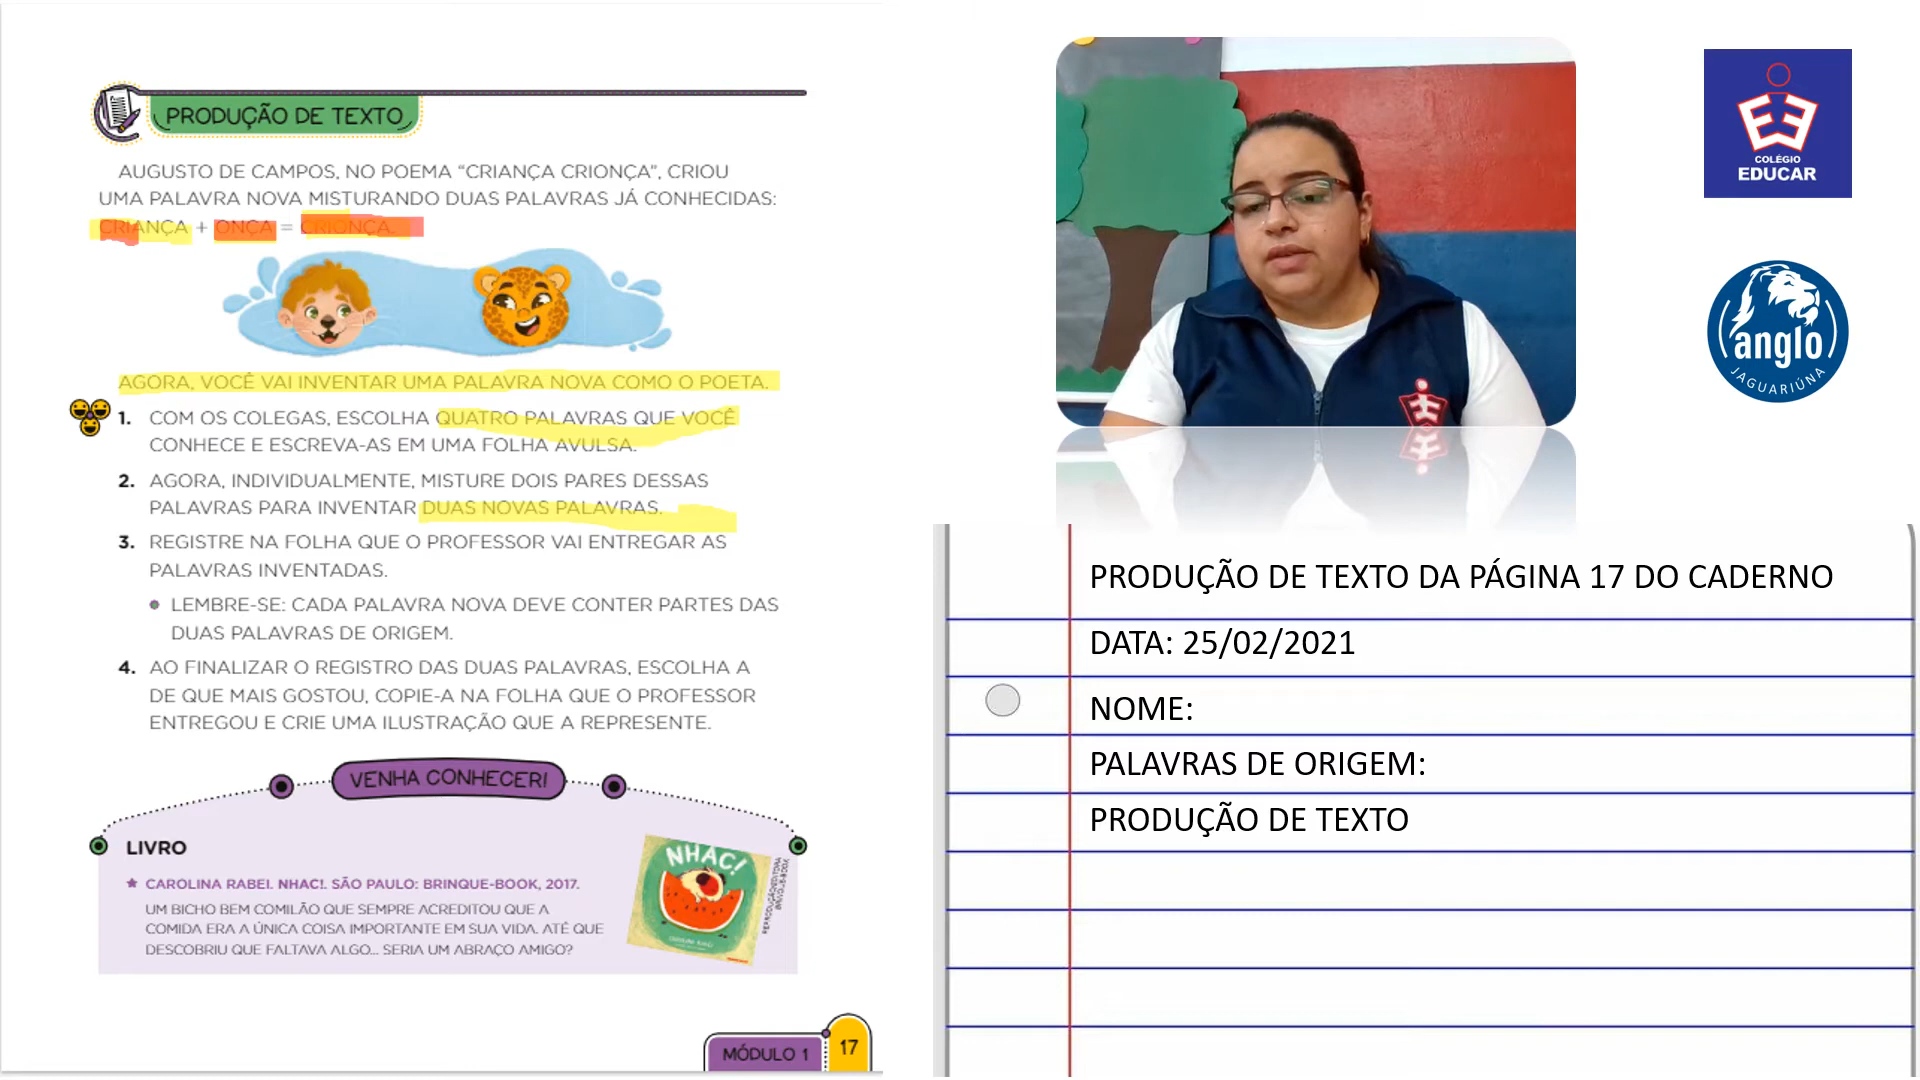 PRODUÇÃO DE TEXTO
AUGUSTO DE CAMPOS, NO POEMA “CRIANÇA CRIONÇA”, CRIOU
UMA PALAVRA NOVA MISTURANDO DUAS PALAVRAS JÁ CONHECIDAS:
CRIANÇA + ONÇA = CRIONÇA.
AGORA, VOCÊ VAI INVENTAR UMA PALAVRA NOVA COMO O POETA.
1. COM OS COLEGAS, ESCOLHA QUATRO PALAVRAS QUE VOCÊ
CONHECE E ESCREVA-AS EM UMA FOLHA AVULSA.
2. AGORA, INDIVIDUALMENTE, MISTURE DOIS PARES DESSAS
PALAVRAS PARA INVENTAR DUAS NOVAS PALAVRAS.
3. REGISTRE NA FOLHA QUE O PROFESSOR VAI ENTREGAR AS
PALAVRAS INVENTADAS.
• LEMBRE-SE: CADA PALAVRA NOVA DEVE CONTER PARTES DAS
DUAS PALAVRAS DE ORIGEM.
4. AO FINALIZAR O REGISTRO DAS DUAS PALAVRAS, ESCOLHA A
DE QUE MAIS GOSTOU, COPIE-A NA FOLHA QUE O PROFESSOR
ENTREGOU E CRIE UMA ILUSTRAÇÃO QUE A REPRESENTE.
VENHA CONHECER!
LIVRO
★ CAROLINA RABEI. NHAC!. SÃO PAULO: BRINQUE-BOOK, 2017.
UM BICHO BEM COMILÃO QUE SEMPRE ACREDITOU QUE A
COMIDA ERA A ÚNICA COISA IMPORTANTE EM SUA VIDA. ATÉ QUE
DESCOBRIU QUE FALTAVA ALGO... SERIA UM ABRAÇO AMIGO?
NHAC!
CAROLINA RABEI
REPRODUÇÃO/EDITORA
BRINQUE-BOOK
MÓDULO 1
17
COLÉGIO
EDUCAR
anglo
JAGUARIÚNA
PRODUÇÃO DE TEXTO DA PÁGINA 17 DO CADERNO
DATA: 25/02/2021
NOME:
PALAVRAS DE ORIGEM:
PRODUÇÃO DE TEXTO